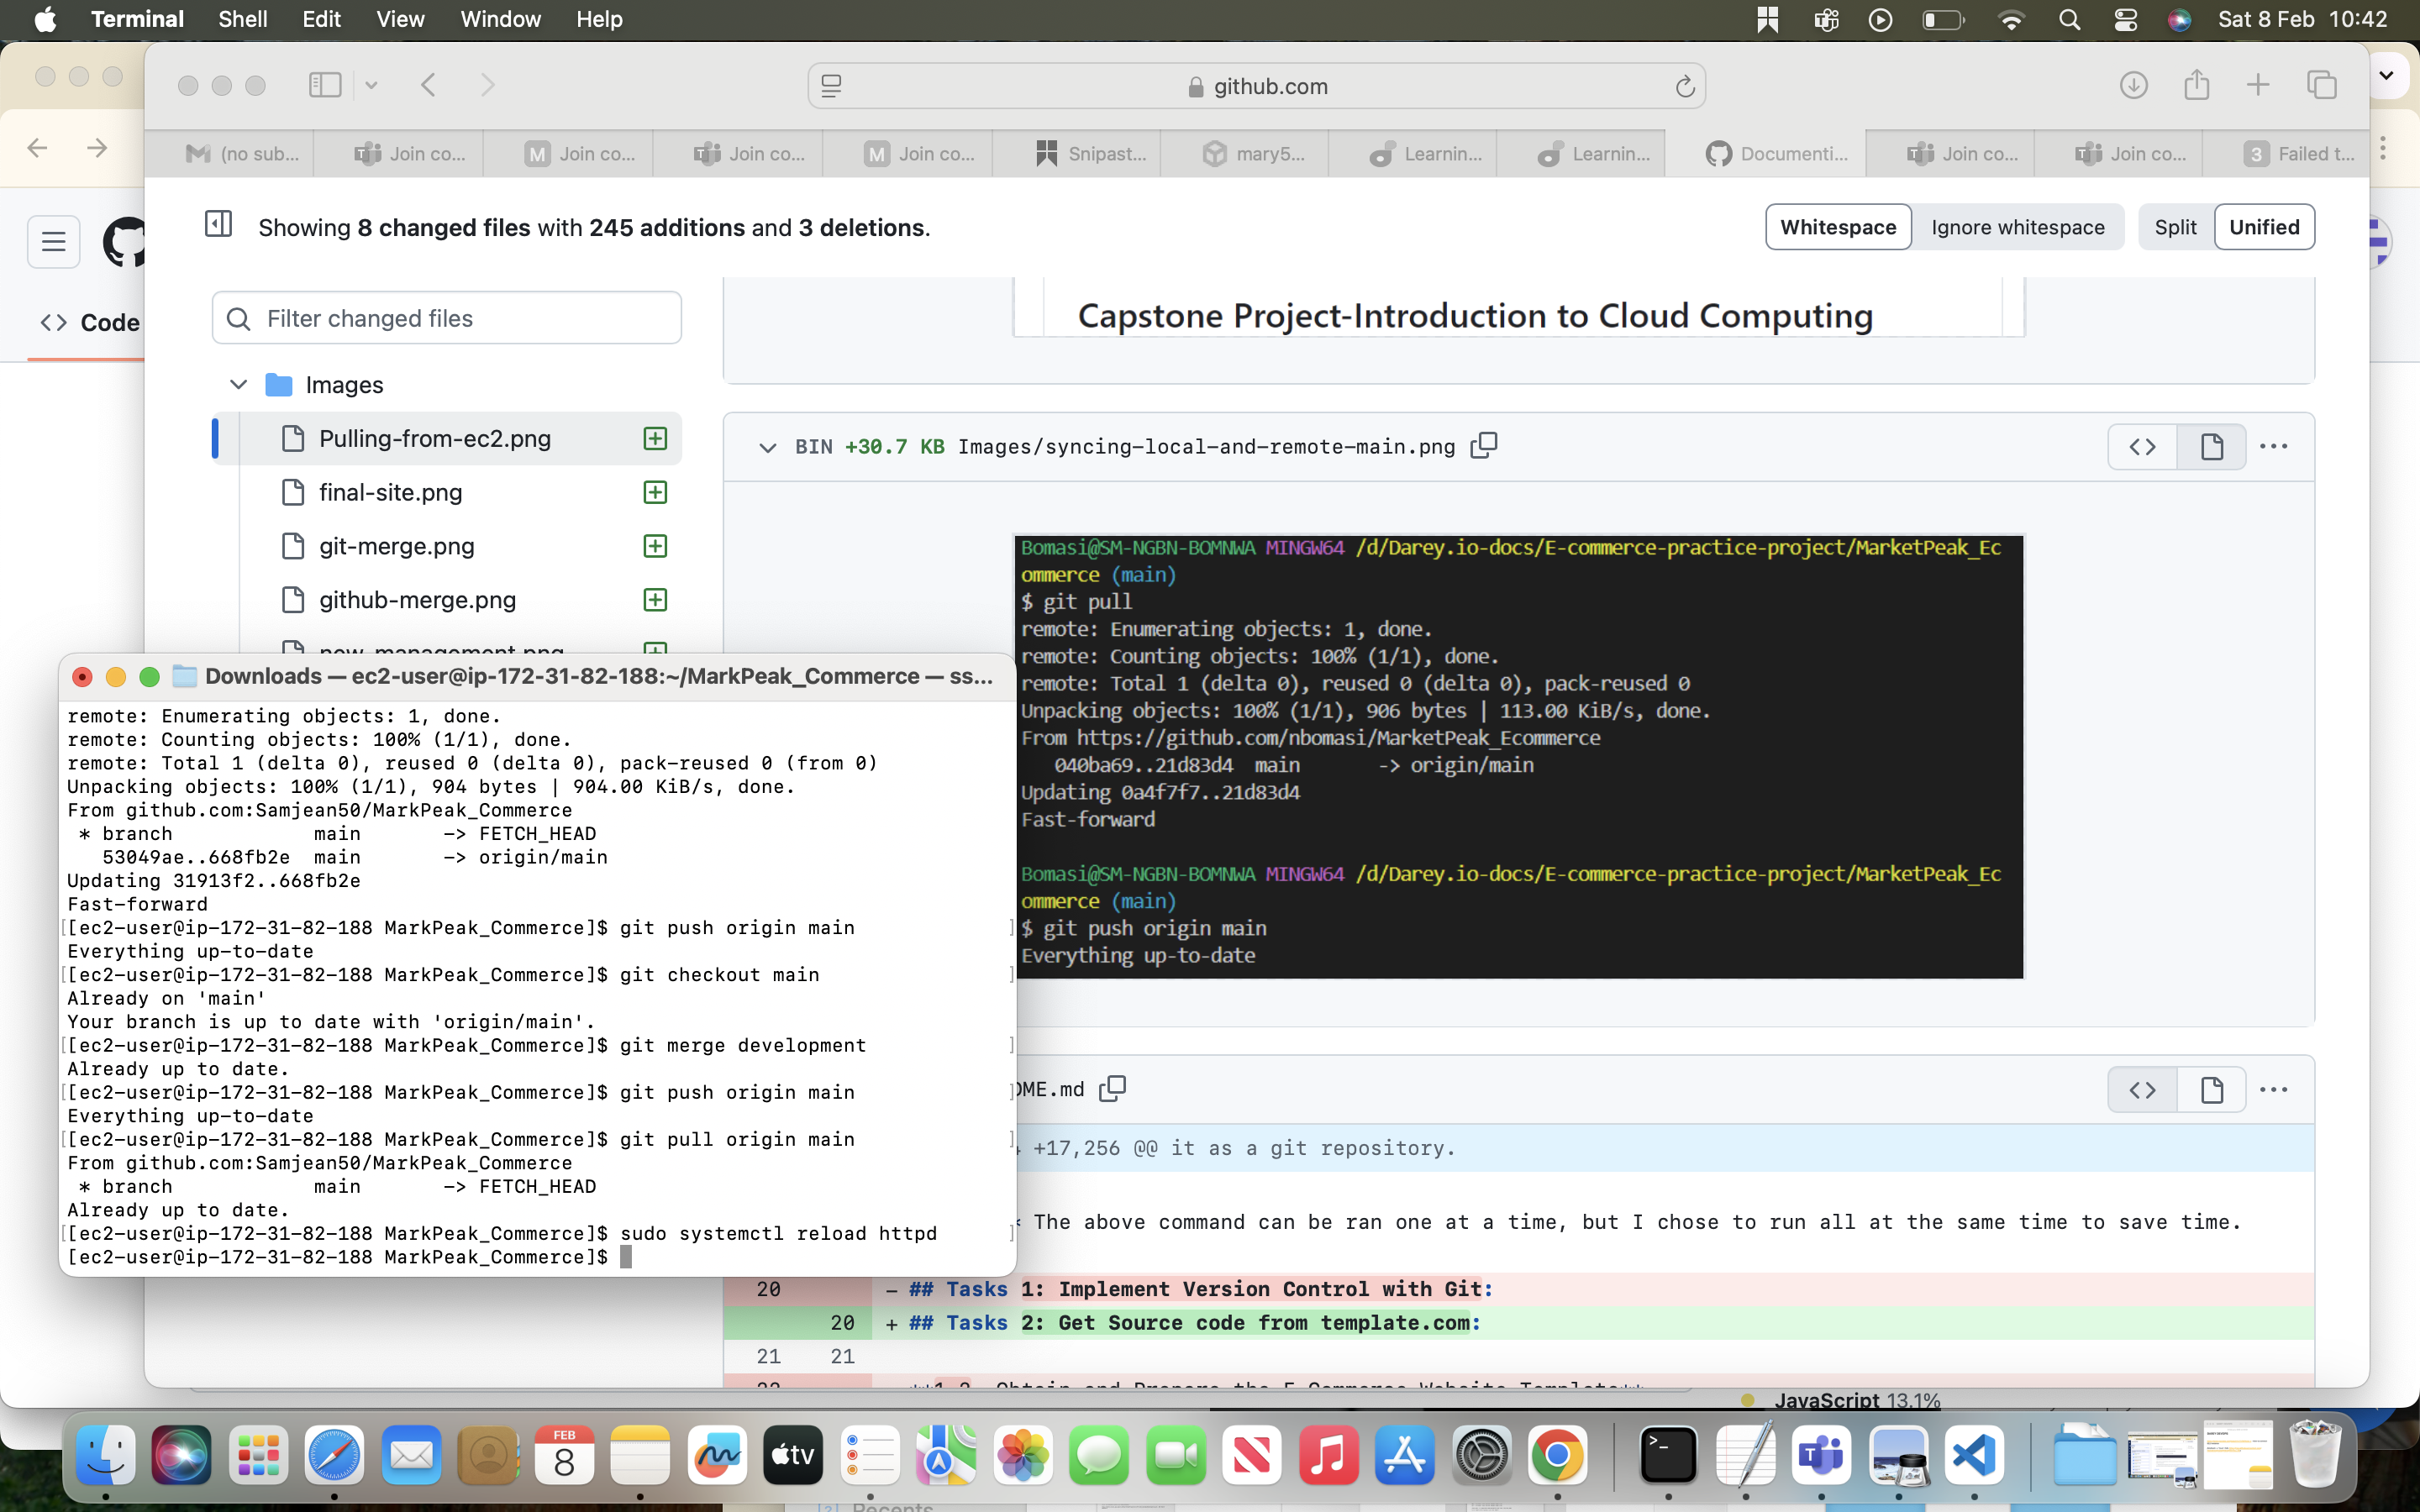 Terminal Shell Edit View Window Help
Sat 8 Feb 10:42
github.com
(no sub...
Join co...
M Join co...
Join co...
M Join co...
Snipast...
mary5...
Learnin...
Learnin...
Documenti...
Join co...
Join co...
3 Failed t...
Showing 8 changed files with 245 additions and 3 deletions.
Whitespace Ignore whitespace Split Unified
<> Code
Filter changed files
Images
Pulling-from-ec2.png
final-site.png
git-merge.png
github-merge.png
new-management.png
Capstone Project-Introduction to Cloud Computing
BIN +30.7 KB Images/syncing-local-and-remote-main.png
Bomasi@SM-NGBN-BOMNWA MINGW64 /d/Darey.io-docs/E-commerce-practice-project/MarketPeak_Ec
ommerce (main)
$ git pull
remote: Enumerating objects: 1, done.
remote: Counting objects: 100% (1/1), done.
remote: Total 1 (delta 0), reused 0 (delta 0), pack-reused 0
Unpacking objects: 100% (1/1), 906 bytes | 113.00 KiB/s, done.
From https://github.com/nbomasi/MarketPeak_Ecommerce
040ba69..21d83d4 main -> origin/main
Updating 0a4f7f7..21d83d4
Fast-forward
Bomasi@SM-NGBN-BOMNWA MINGW64 /d/Darey.io-docs/E-commerce-practice-project/MarketPeak_Ec
ommerce (main)
$ git push origin main
Everything up-to-date
Downloads — ec2-user@ip-172-31-82-188:~/MarkPeak_Commerce — ss...
remote: Enumerating objects: 1, done.
remote: Counting objects: 100% (1/1), done.
remote: Total 1 (delta 0), reused 0 (delta 0), pack-reused 0 (from 0)
Unpacking objects: 100% (1/1), 904 bytes | 904.00 KiB/s, done.
From github.com:Samjean50/MarkPeak_Commerce
* branch main -> FETCH_HEAD
53049ae..668fb2e main -> origin/main
Updating 31913f2..668fb2e
Fast-forward
[[ec2-user@ip-172-31-82-188 MarkPeak_Commerce]$ git push origin main ]
Everything up-to-date
[[ec2-user@ip-172-31-82-188 MarkPeak_Commerce]$ git checkout main ]
Already on 'main'
Your branch is up to date with 'origin/main'.
[[ec2-user@ip-172-31-82-188 MarkPeak_Commerce]$ git merge development ]
Already up to date.
[[ec2-user@ip-172-31-82-188 MarkPeak_Commerce]$ git push origin main ]
Everything up-to-date
[[ec2-user@ip-172-31-82-188 MarkPeak_Commerce]$ git pull origin main ]
From github.com:Samjean50/MarkPeak_Commerce
* branch main -> FETCH_HEAD
Already up to date.
[[ec2-user@ip-172-31-82-188 MarkPeak_Commerce]$ sudo systemctl reload httpd ]
[ec2-user@ip-172-31-82-188 MarkPeak_Commerce]$
OME.md
+17,256 @@ it as a git repository.
The above command can be ran one at a time, but I chose to run all at the same time to save time.
20 - ## Tasks 1: Implement Version Control with Git:
20 + ## Tasks 2: Get Source code from template.com:
21 21
JavaScript 13.1%
FEB
8
tv
Recents